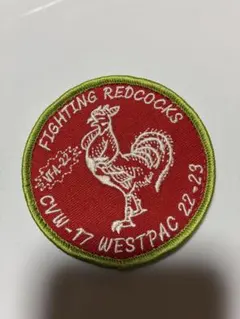 FIGHTING REDCOCKS
VFA-22
CVW-17 WESTPAC 22-23